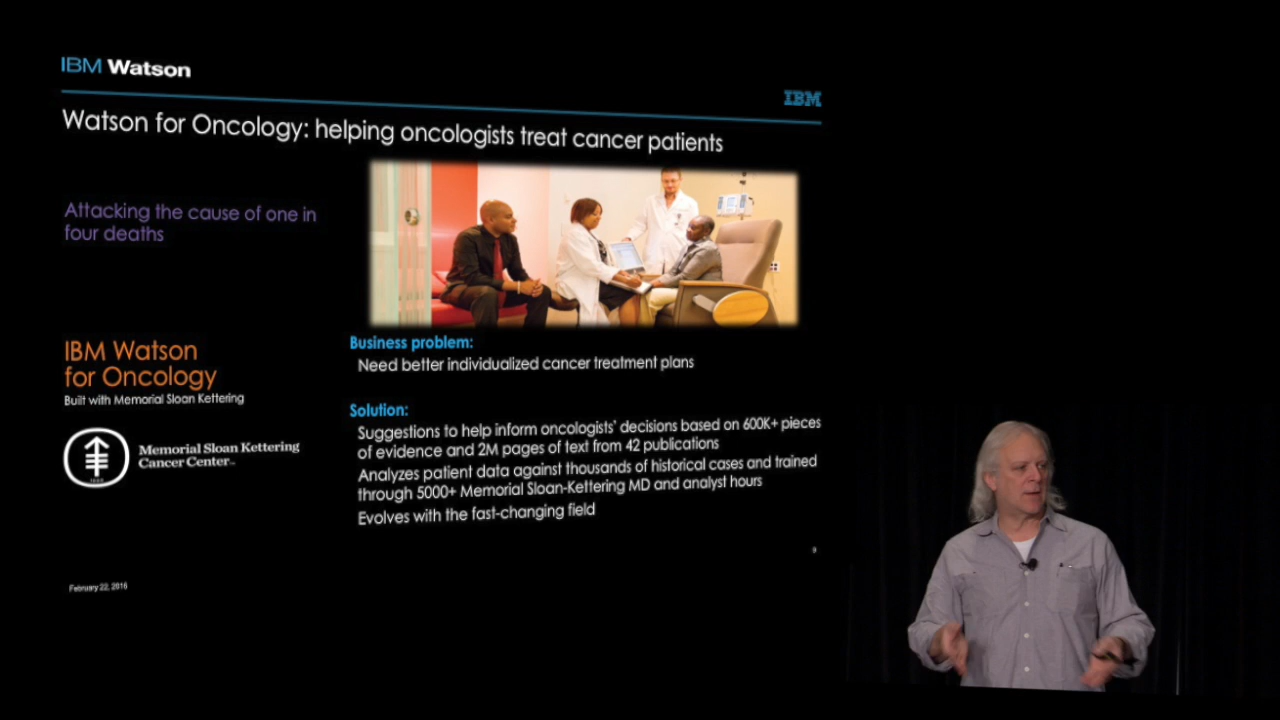 IBM Watson
IBM
Watson for Oncology: helping oncologists treat cancer patients
Attacking the cause of one in
four deaths
IBM Watson
for Oncology
Built with Memorial Sloan Kettering
Memorial Sloan Kettering
Cancer Center
Business problem:
Need better individualized cancer treatment plans
Solution:
Suggestions to help inform oncologists' decisions based on 600K+ pieces
of evidence and 2M pages of text from 42 publications
Analyzes patient data against thousands of historical cases and trained
through 5000+ Memorial Sloan-Kettering MD and analyst hours
Evolves with the fast-changing field
9
February 22, 2016